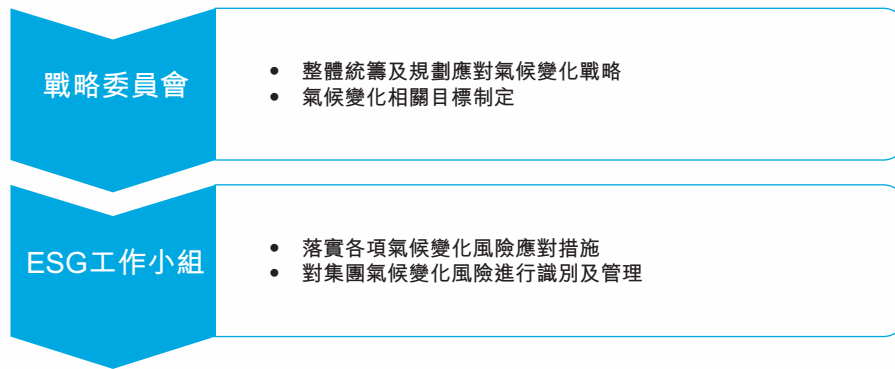 戰略委員會
• 整體統籌及規劃應對氣候變化戰略
• 氣候變化相關目標制定
ESG工作小組
• 落實各項氣候變化風險應對措施
• 對集團氣候變化風險進行識別及管理